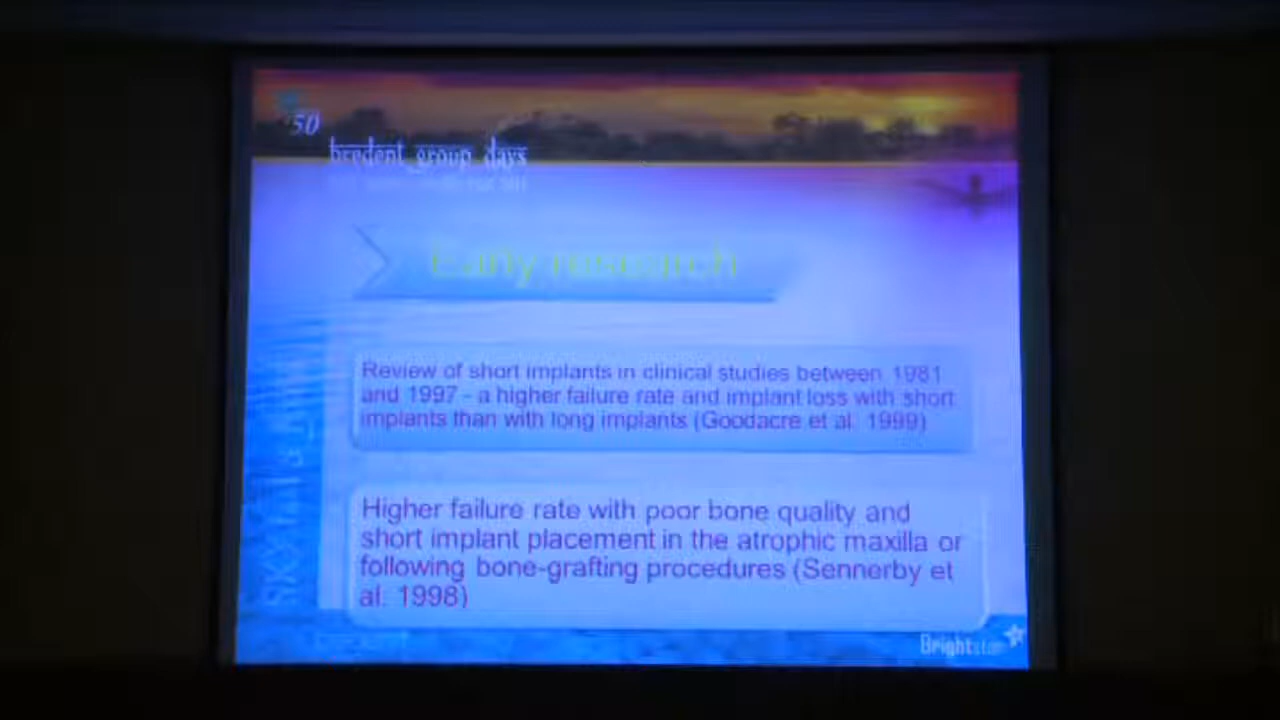 50
bredent group days
Early research
Review of short implants in clinical studies between 1981
and 1997 - a higher failure rate and implant loss with short
implants than with long implants (Goodacre et al. 1999)
Higher failure rate with poor bone quality and
short implant placement in the atrophic maxilla or
following bone-grafting procedures (Sennerby et
al. 1998)
Brightstar